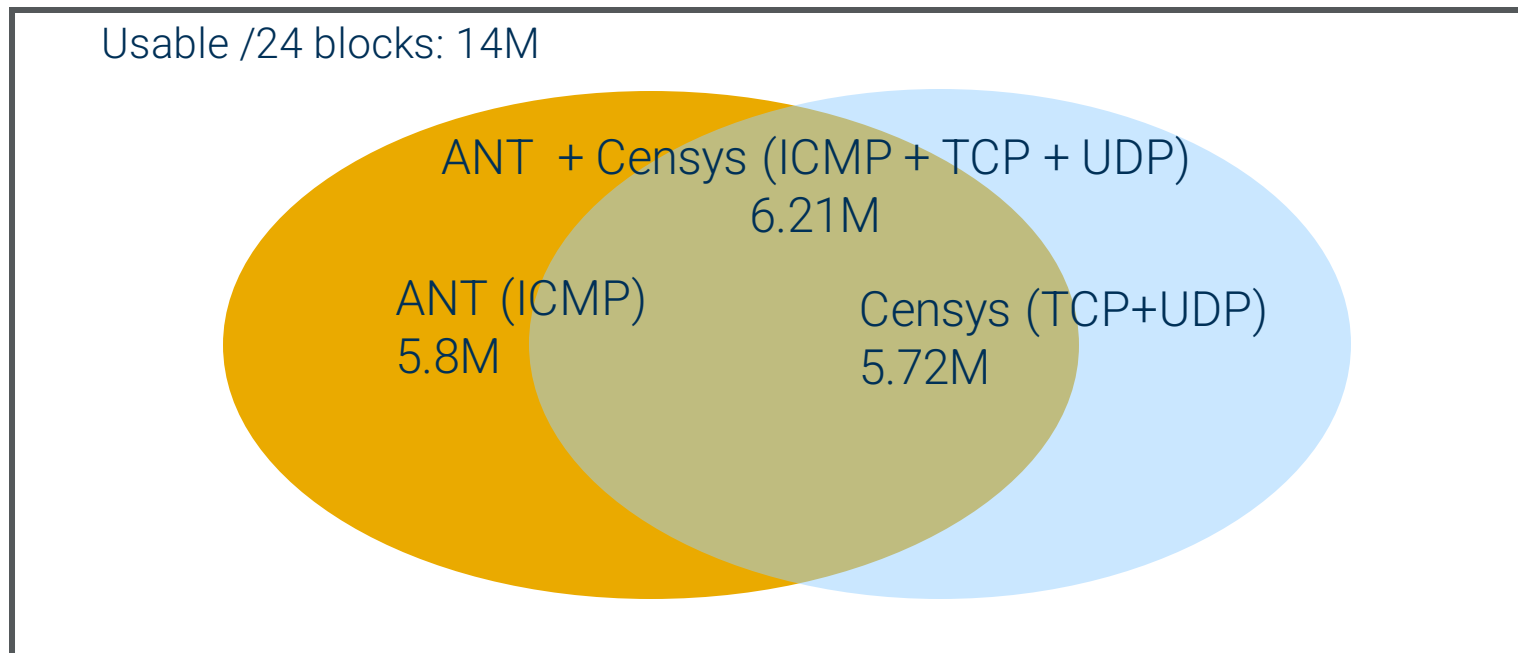 Usable /24 blocks: 14M
ANT + Censys (ICMP + TCP + UDP)
6.21M
ANT (ICMP)
5.8M
Censys (TCP+UDP)
5.72M